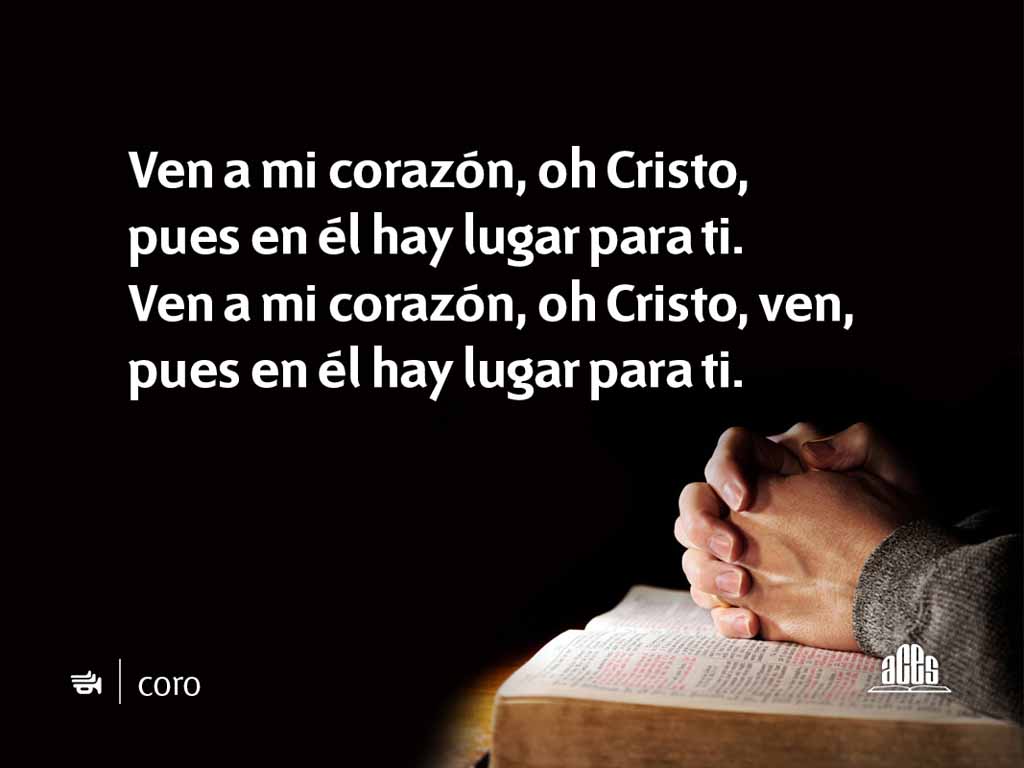 Ven a mi corazón, oh Cristo,
pues en él hay lugar para ti.
Ven a mi corazón, oh Cristo, ven,
pues en él hay lugar para ti.
coro
aces